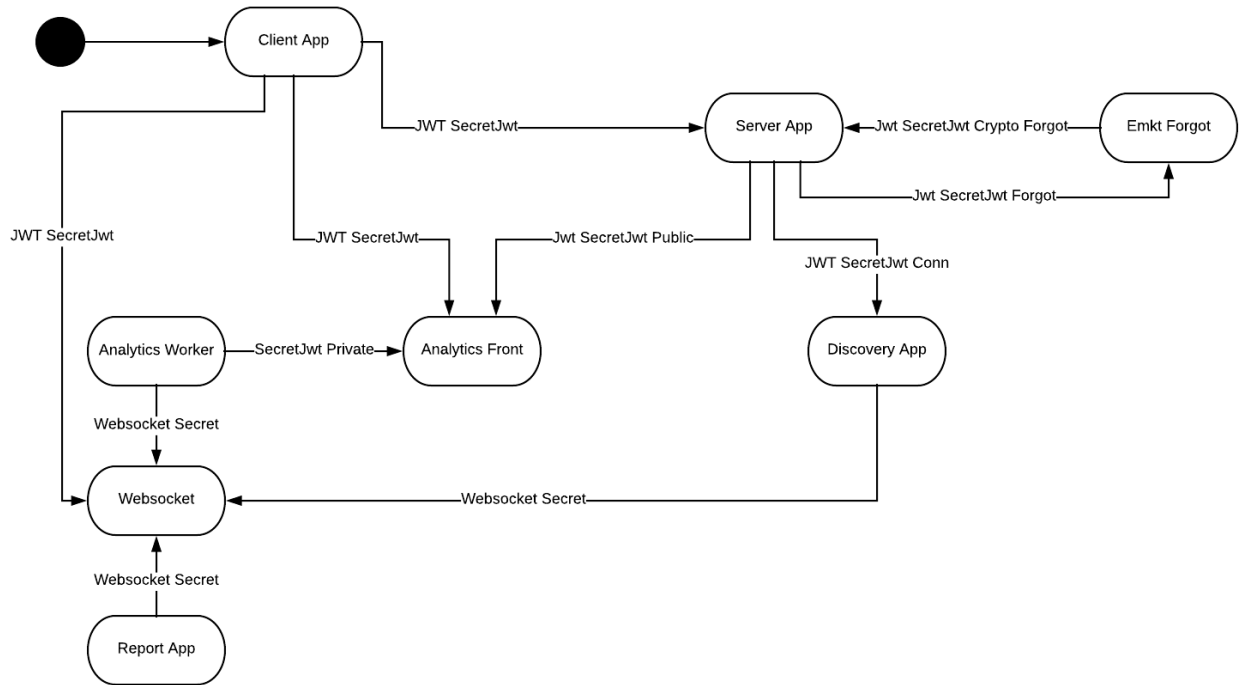 Client App
JWT SecretJwt
Server App
Jwt SecretJwt Crypto Forgot
Emkt Forgot
Jwt SecretJwt Forgot
JWT SecretJwt
JWT SecretJwt
Jwt SecretJwt Public
JWT SecretJwt Conn
Analytics Worker
SecretJwt Private
Analytics Front
Discovery App
Websocket Secret
Websocket
Websocket Secret
Websocket Secret
Report App